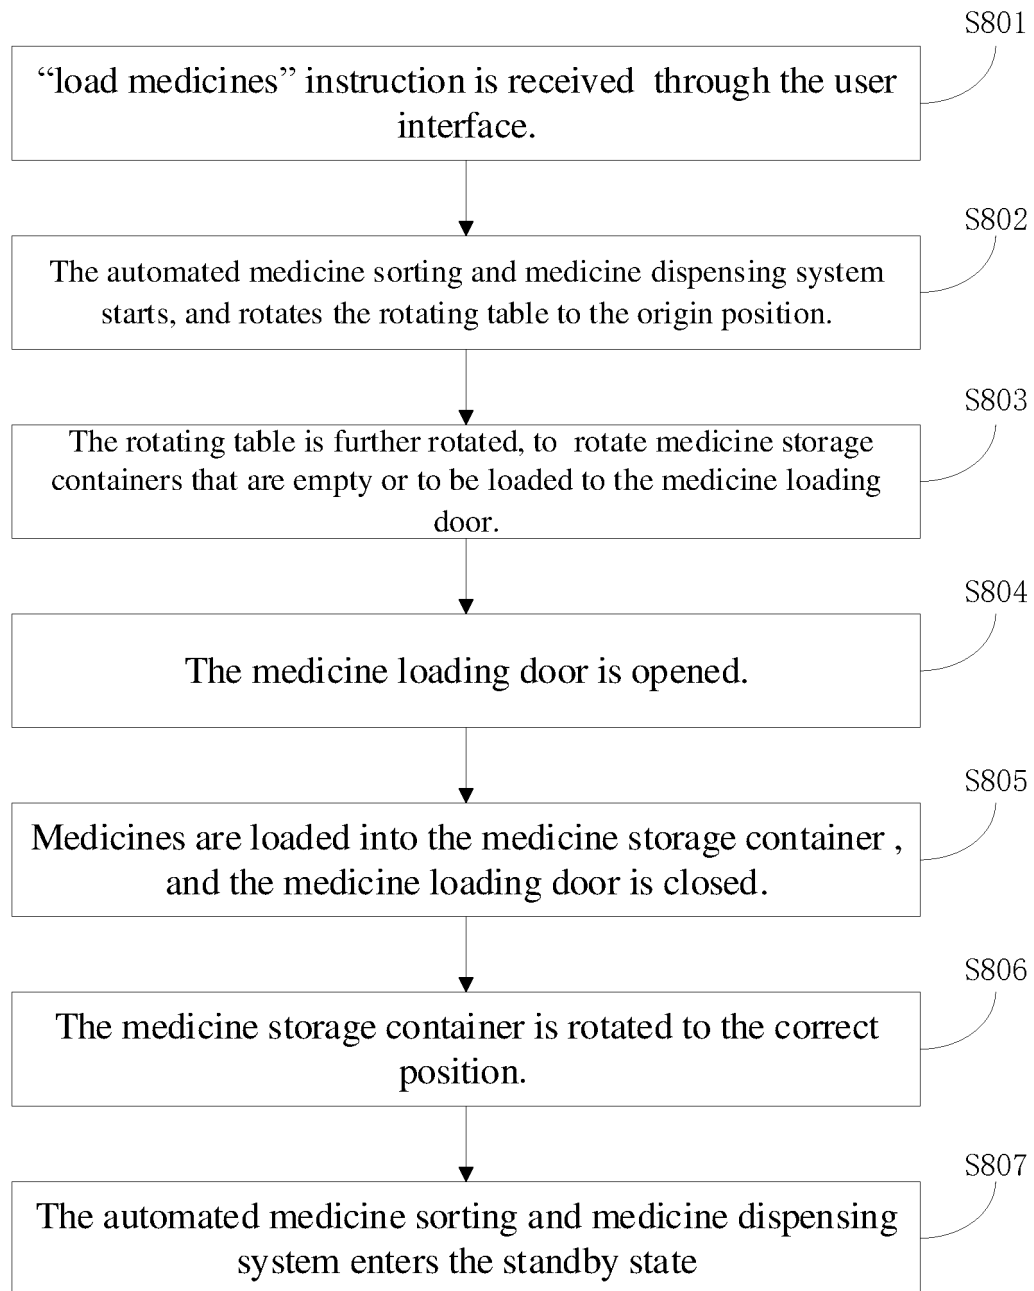 S801
“load medicines” instruction is received through the user
interface.
S802
The automated medicine sorting and medicine dispensing system
starts, and rotates the rotating table to the origin position.
S803
The rotating table is further rotated, to rotate medicine storage
containers that are empty or to be loaded to the medicine loading
door.
S804
The medicine loading door is opened.
S805
Medicines are loaded into the medicine storage container ,
and the medicine loading door is closed.
S806
The medicine storage container is rotated to the correct
position.
S807
The automated medicine sorting and medicine dispensing
system enters the standby state